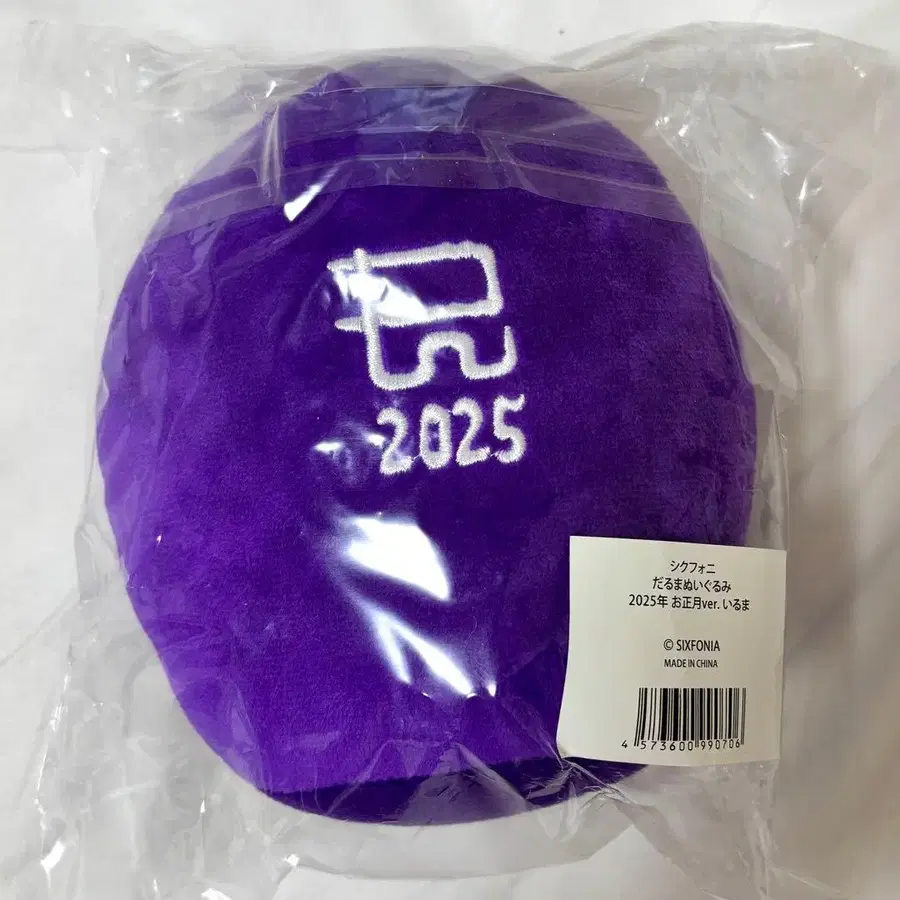 2025
シクフォニ
だるまぬいぐるみ
2025年 お正月ver. いるま
© SIXFONIA
MADE IN CHINA
4 573600 990706